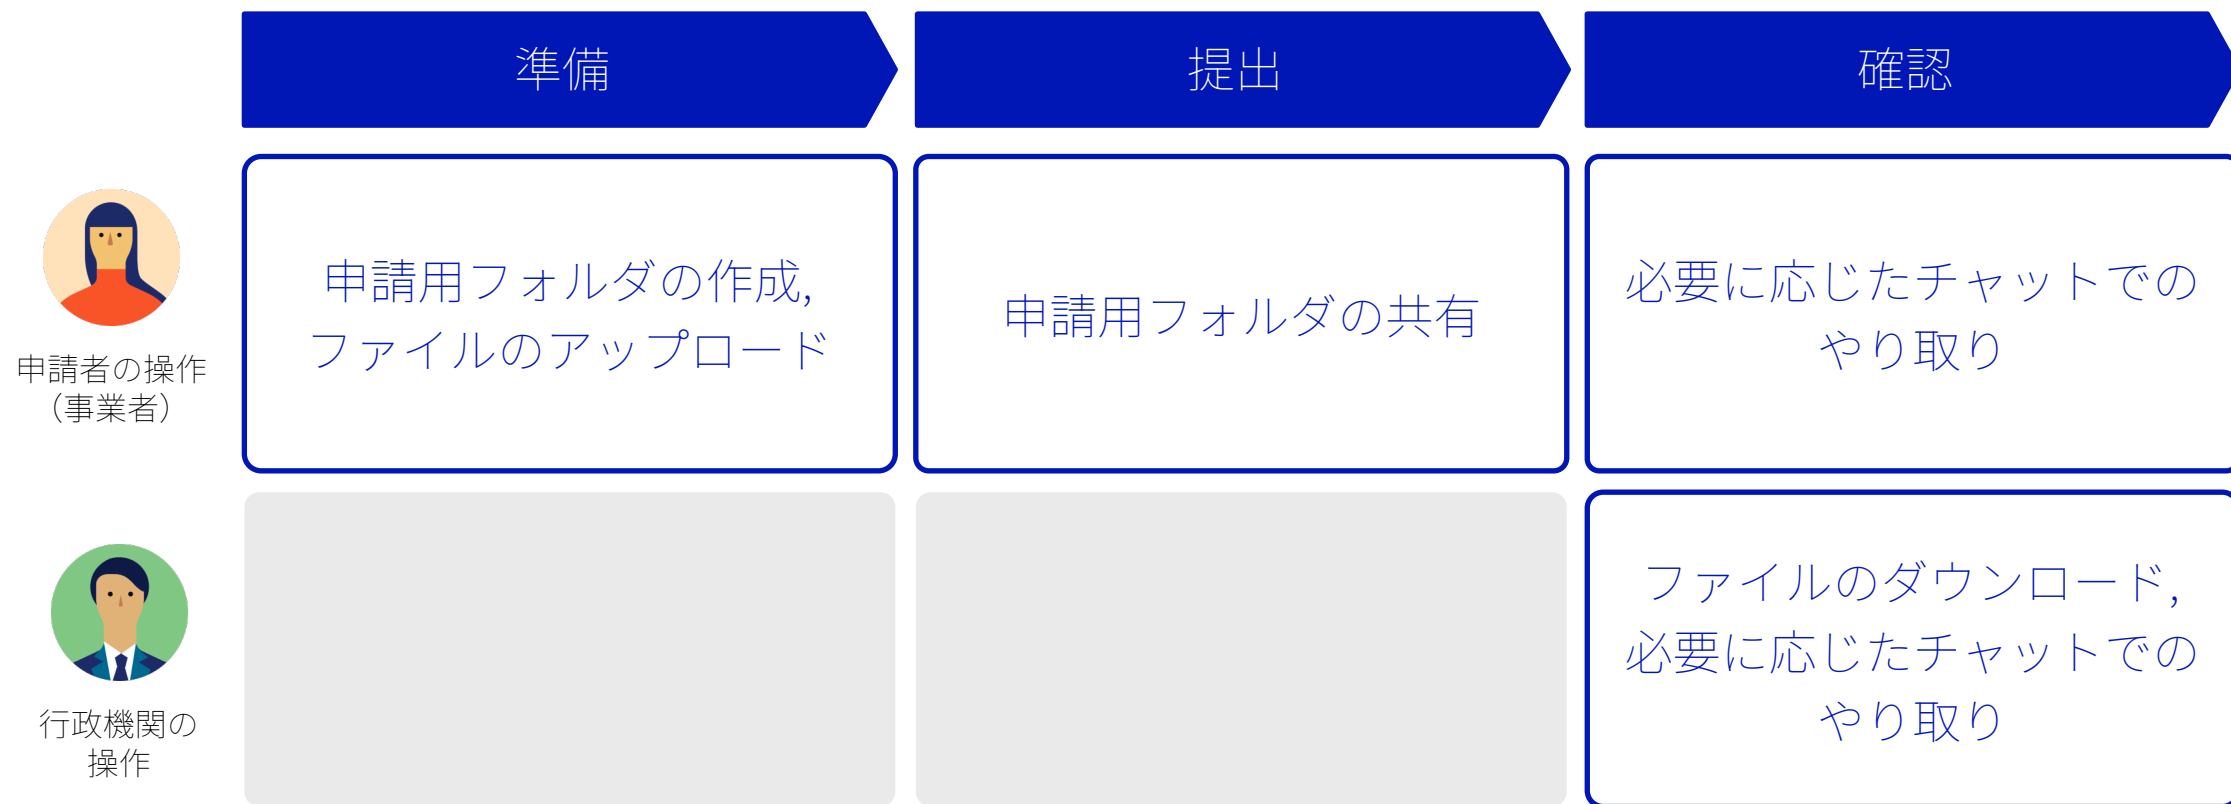 準備
提出
確認
申請者の操作
（事業者）
申請用フォルダの作成,
ファイルのアップロード
申請用フォルダの共有
必要に応じたチャットでの
やり取り
行政機関の
操作
ファイルのダウンロード,
必要に応じたチャットでの
やり取り